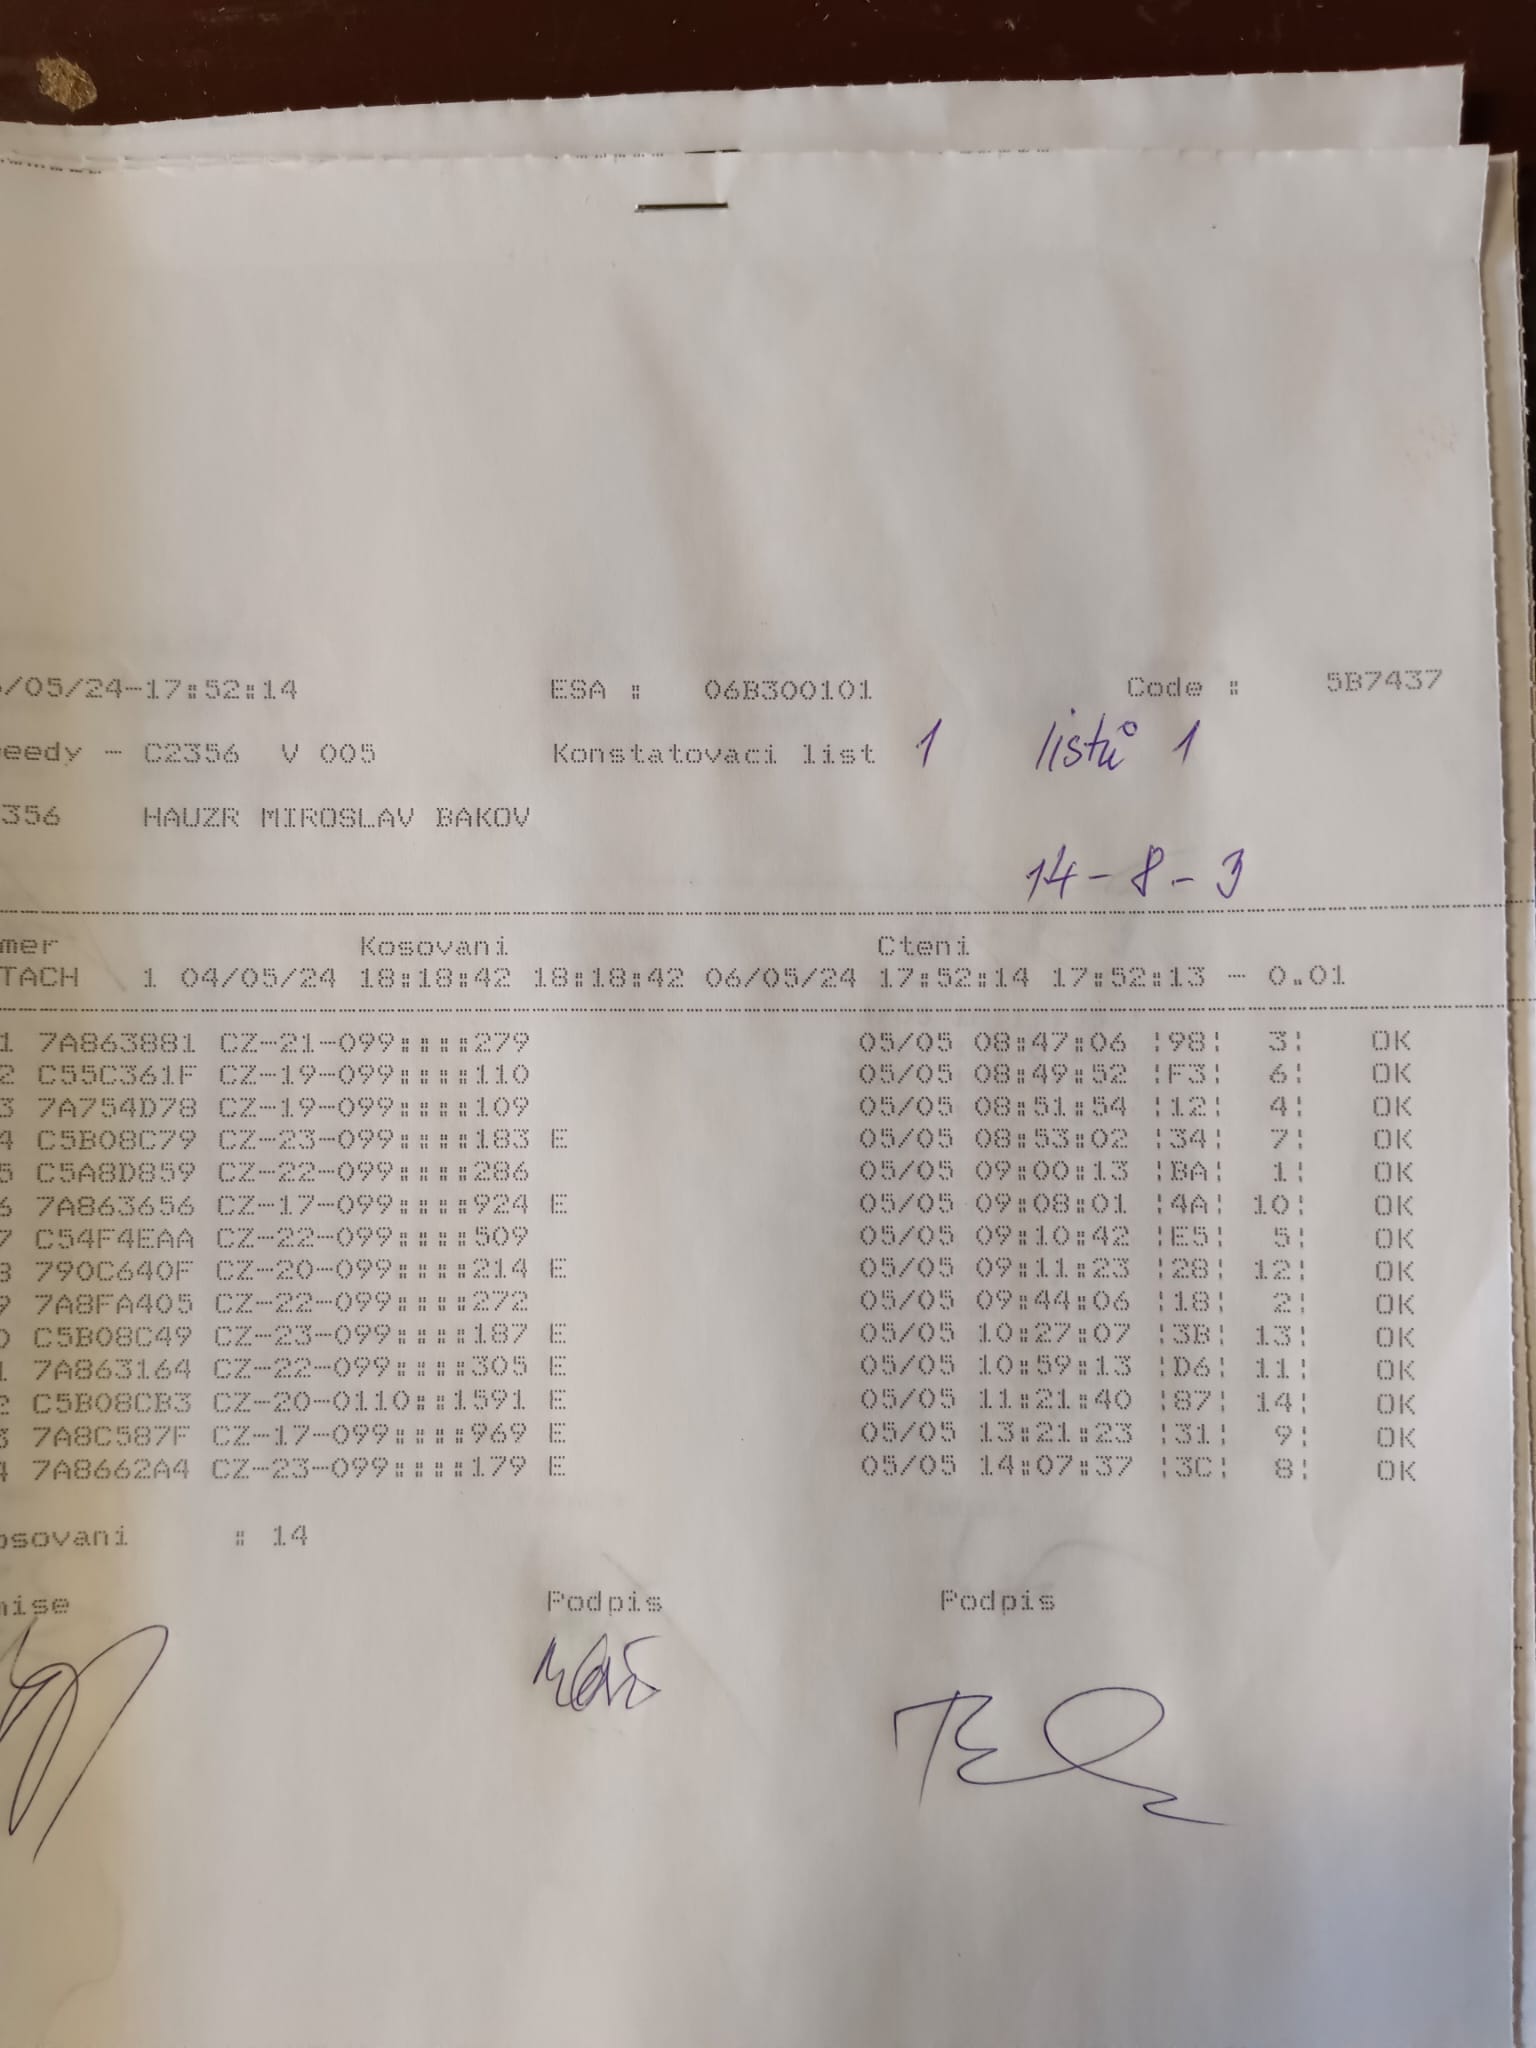 /05/24-17:52:14 ESA : 06B300101 Code : 5B7437
eedy - C2356 V 005 Konstatovaci list 1 listů 1
356 HAUZR MIROSLAV BAKOV
14-8-3
mer Kosovani Cteni
TACH 1 04/05/24 18:18:42 18:18:42 06/05/24 17:52:14 17:52:13 - 0.01
1 7A863881 CZ-21-099::::279 05/05 08:47:06 ¦98¦ 3¦ OK
2 C55C361F CZ-19-099::::110 05/05 08:49:52 ¦F3¦ 6¦ OK
3 7A754D78 CZ-19-099::::109 05/05 08:51:54 ¦12¦ 4¦ OK
4 C5B08C79 CZ-23-099::::183 E 05/05 08:53:02 ¦34¦ 7¦ OK
5 C5A8D859 CZ-22-099::::286 05/05 09:00:13 ¦BA¦ 1¦ OK
6 7A863656 CZ-17-099::::924 E 05/05 09:08:01 ¦4A¦ 10¦ OK
7 C54F4EAA CZ-22-099::::509 05/05 09:10:42 ¦E5¦ 5¦ OK
8 790C640F CZ-20-099::::214 E 05/05 09:11:23 ¦28¦ 12¦ OK
9 7A8FA405 CZ-22-099::::272 05/05 09:44:06 ¦18¦ 2¦ OK
0 C5B08C49 CZ-23-099::::187 E 05/05 10:27:07 ¦3B¦ 13¦ OK
1 7A863164 CZ-22-099::::305 E 05/05 10:59:13 ¦D6¦ 11¦ OK
2 C5B08CB3 CZ-20-0110::1591 E 05/05 11:21:40 ¦87¦ 14¦ OK
3 7A8C587F CZ-17-099::::969 E 05/05 13:21:23 ¦31¦ 9¦ OK
4 7A8662A4 CZ-23-099::::179 E 05/05 14:07:37 ¦3C¦ 8¦ OK
osovani : 14
mise Podpis Podpis